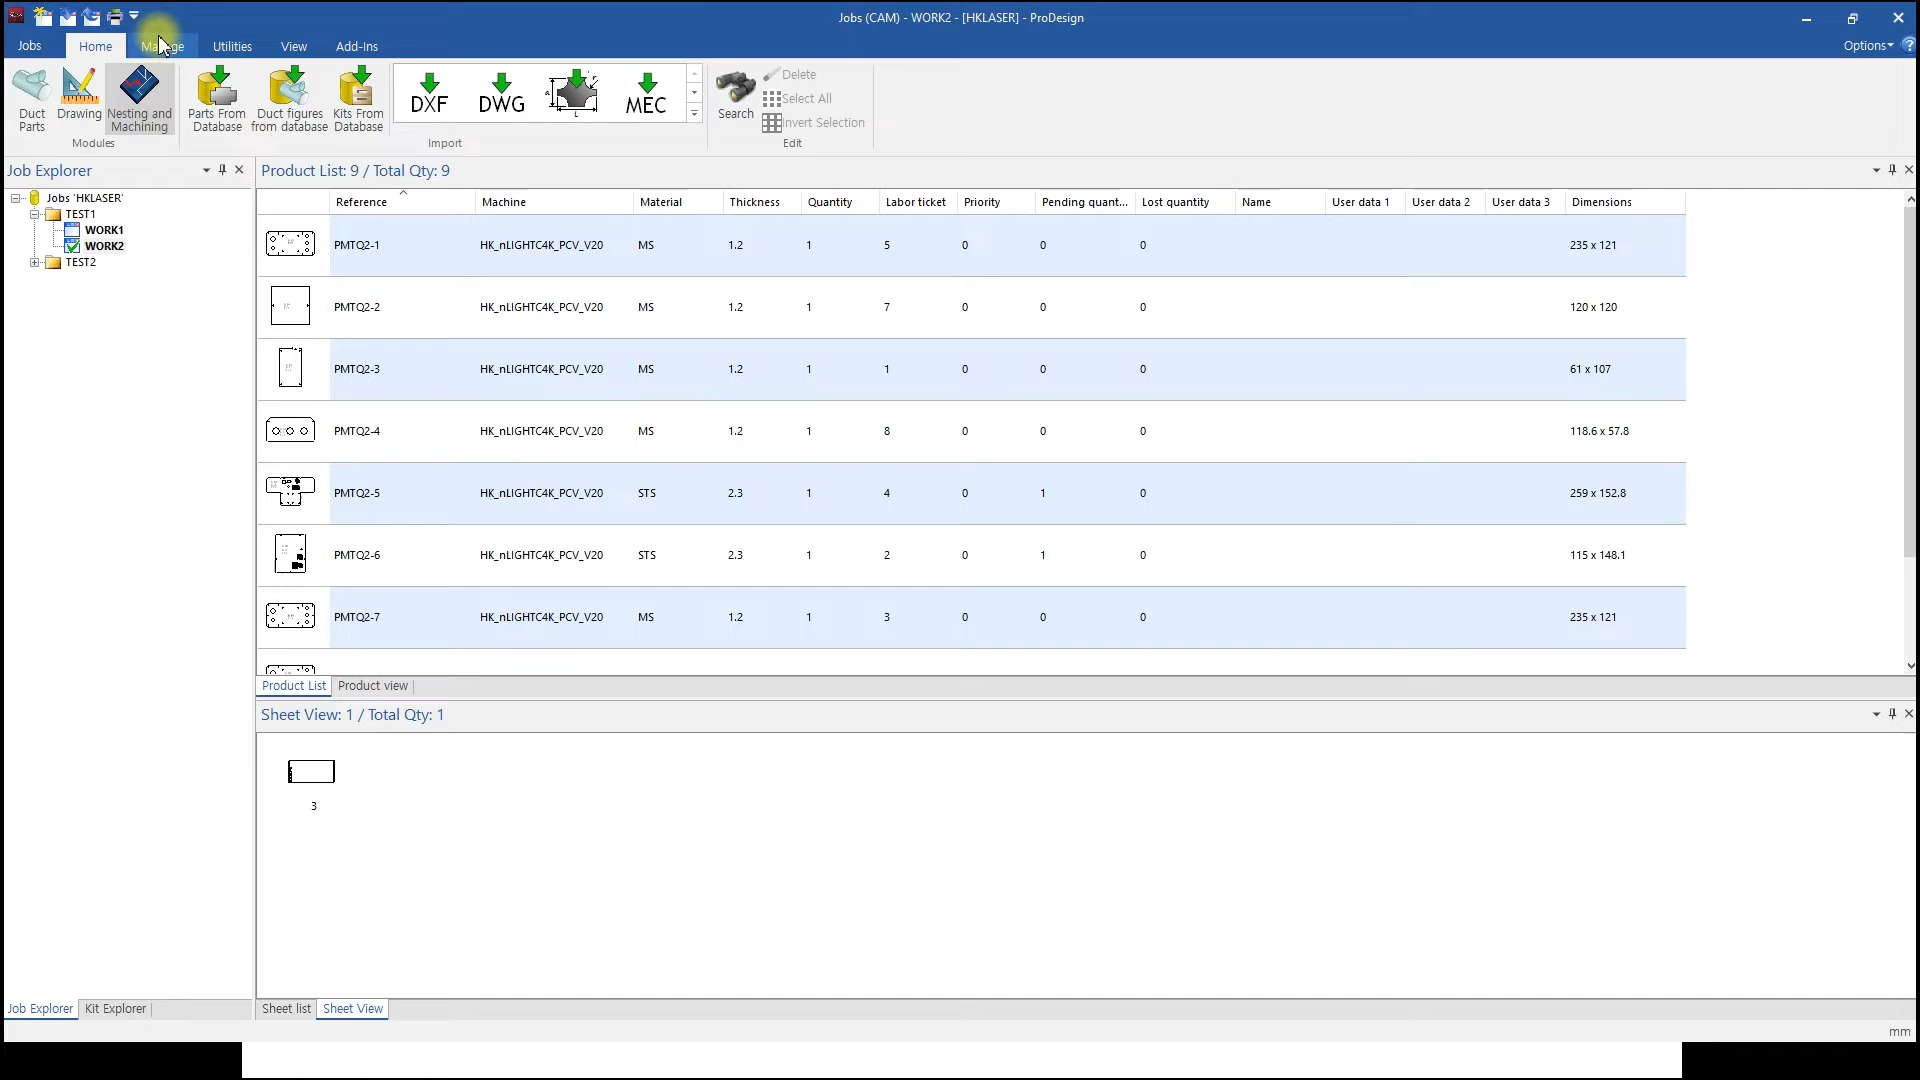 Jobs (CAM) - WORK2 - [HKLASER] - ProDesign
Jobs Home Manage Utilities View Add-Ins Options
Duct Parts
Drawing
Nesting and Machining
Parts From Database
Duct figures from database
Kits From Database
DXF DWG MEC
Search
Delete
Select All
Invert Selection
Modules Import Edit
Job Explorer
Jobs 'HKLASER'
TEST1
WORK1
WORK2
TEST2
Product List: 9 / Total Qty: 9
Reference Machine Material Thickness Quantity Labor ticket Priority Pending quant... Lost quantity Name User data 1 User data 2 User data 3 Dimensions
PMTQ2-1 HK_nLIGHTC4K_PCV_V20 MS 1.2 1 5 0 0 0 235 x 121
PMTQ2-2 HK_nLIGHTC4K_PCV_V20 MS 1.2 1 7 0 0 0 120 x 120
PMTQ2-3 HK_nLIGHTC4K_PCV_V20 MS 1.2 1 1 0 0 0 61 x 107
PMTQ2-4 HK_nLIGHTC4K_PCV_V20 MS 1.2 1 8 0 0 0 118.6 x 57.8
PMTQ2-5 HK_nLIGHTC4K_PCV_V20 STS 2.3 1 4 0 1 0 259 x 152.8
PMTQ2-6 HK_nLIGHTC4K_PCV_V20 STS 2.3 1 2 0 1 0 115 x 148.1
PMTQ2-7 HK_nLIGHTC4K_PCV_V20 MS 1.2 1 3 0 0 0 235 x 121
Product List Product view
Sheet View: 1 / Total Qty: 1
3
Job Explorer Kit Explorer
Sheet list Sheet View
mm